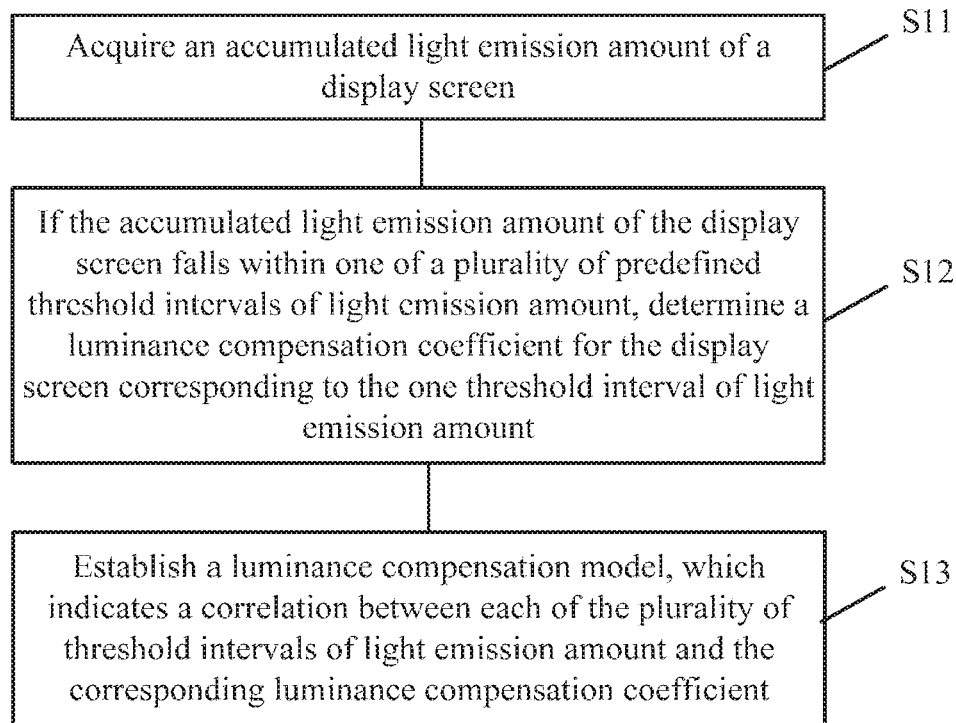 Acquire an accumulated light emission amount of a
display screen
S11
If the accumulated light emission amount of the display
screen falls within one of a plurality of predefined
threshold intervals of light emission amount, determine a
luminance compensation coefficient for the display
screen corresponding to the one threshold interval of light
emission amount
S12
Establish a luminance compensation model, which
indicates a correlation between each of the plurality of
threshold intervals of light emission amount and the
corresponding luminance compensation coefficient
S13